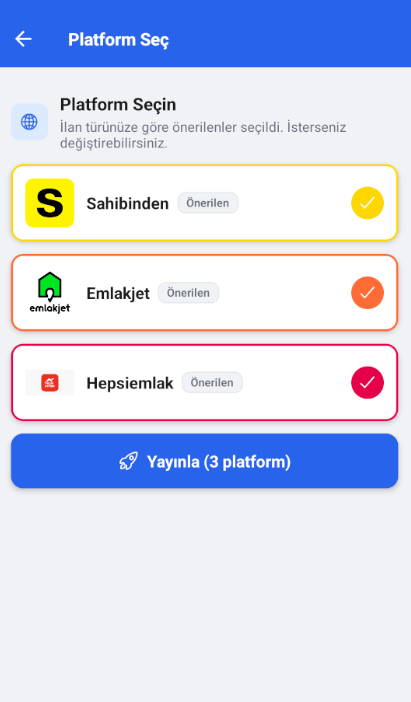 Platform Seç
Platform Seçin
İlan türünüze göre önerilenler seçildi. İsterseniz
değiştirebilirsiniz.
S
Sahibinden Önerilen
emlakjet
Emlakjet Önerilen
Hepsiemlak Önerilen
Yayınla (3 platform)